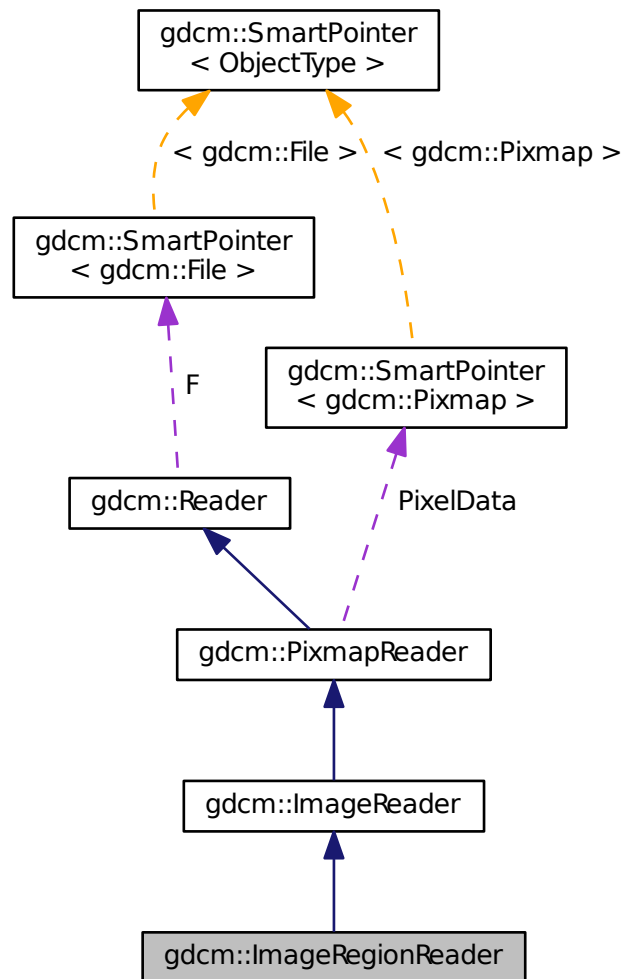 gdcm::SmartPointer
< ObjectType >
< gdcm::File >
< gdcm::Pixmap >
gdcm::SmartPointer
< gdcm::File >
gdcm::SmartPointer
< gdcm::Pixmap >
F
gdcm::Reader
PixelData
gdcm::PixmapReader
gdcm::ImageReader
gdcm::ImageRegionReader